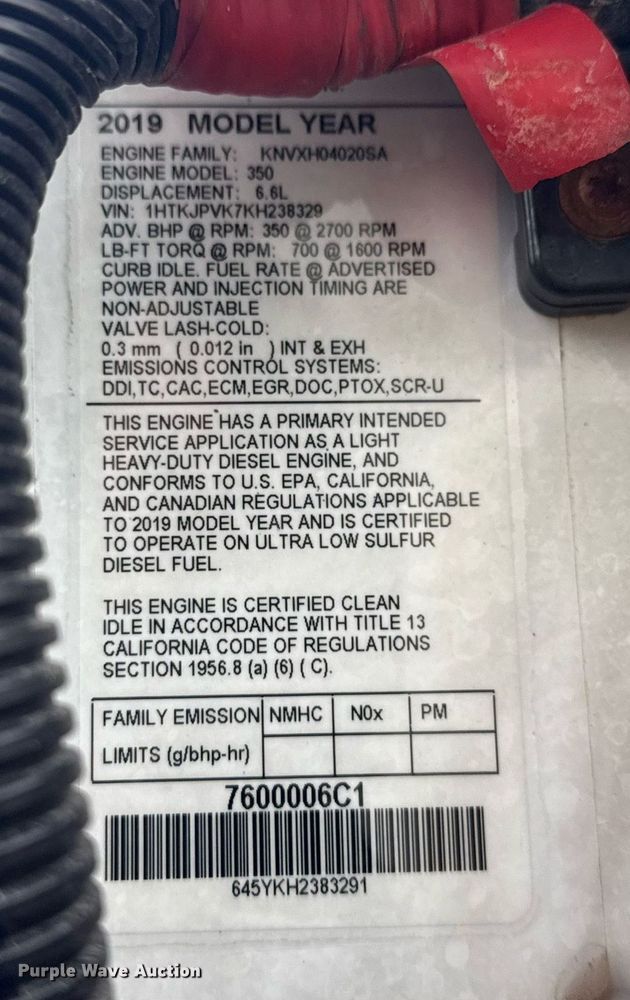 2019 MODEL YEAR
ENGINE FAMILY: KNVXH04020SA
ENGINE MODEL: 350
DISPLACEMENT: 6.6L
VIN: 1HTKJPVK7KH238329
ADV. BHP @ RPM: 350 @ 2700 RPM
LB-FT TORQ @ RPM: 700 @ 1600 RPM
CURB IDLE. FUEL RATE @ ADVERTISED
POWER AND INJECTION TIMING ARE
NON-ADJUSTABLE
VALVE LASH-COLD:
0.3 mm ( 0.012 in ) INT & EXH
EMISSIONS CONTROL SYSTEMS:
DDI,TC,CAC,ECM,EGR,DOC,PTOX,SCR-U
THIS ENGINE HAS A PRIMARY INTENDED
SERVICE APPLICATION AS A LIGHT
HEAVY-DUTY DIESEL ENGINE, AND
CONFORMS TO U.S. EPA, CALIFORNIA,
AND CANADIAN REGULATIONS APPLICABLE
TO 2019 MODEL YEAR AND IS CERTIFIED
TO OPERATE ON ULTRA LOW SULFUR
DIESEL FUEL.
THIS ENGINE IS CERTIFIED CLEAN
IDLE IN ACCORDANCE WITH TITLE 13
CALIFORNIA CODE OF REGULATIONS
SECTION 1956.8 (a) (6) ( C).
FAMILY EMISSION NMHC N0x PM
LIMITS (g/bhp-hr)
7600006C1
645YKH2383291
Purple Wave Auction